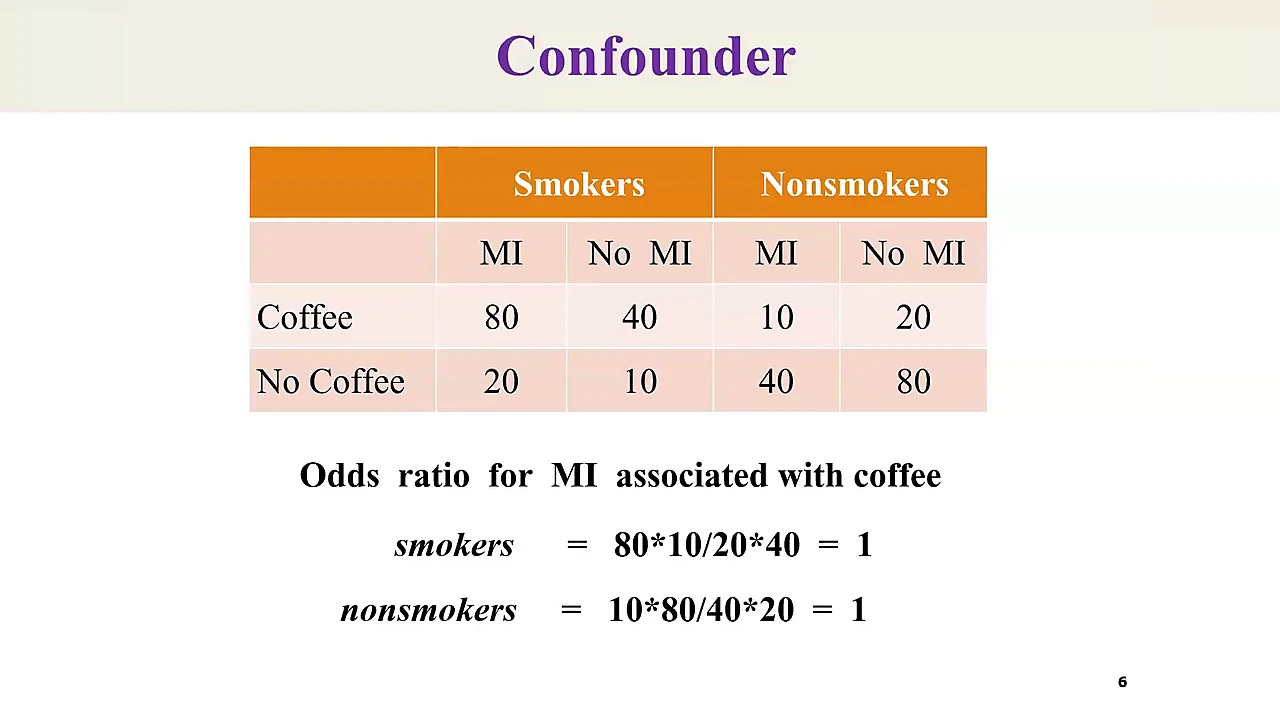 Confounder
Smokers Nonsmokers
MI No MI MI No MI
Coffee 80 40 10 20
No Coffee 20 10 40 80
Odds ratio for MI associated with coffee
smokers = 80*10/20*40 = 1
nonsmokers = 10*80/40*20 = 1
6